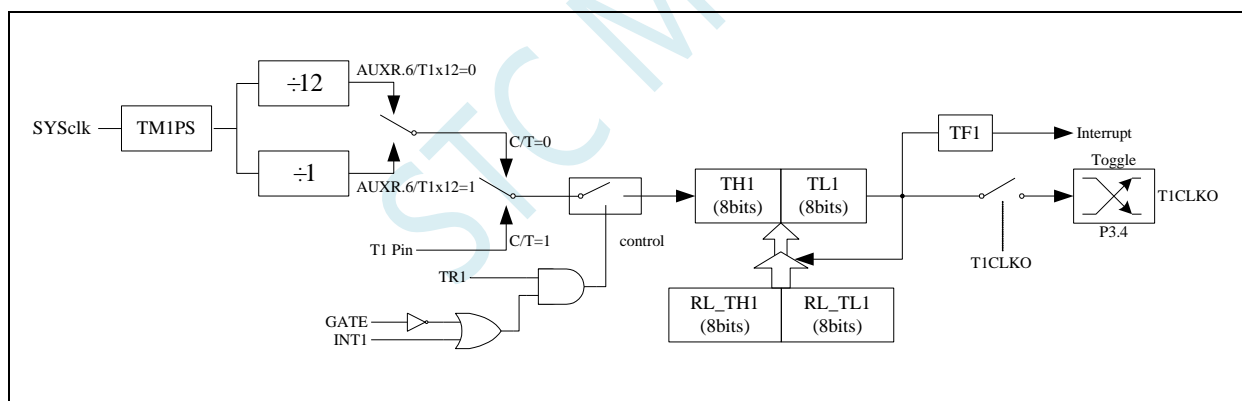 STC M
÷12
AUXR.6/T1x12=0
SYSclk
TM1PS
÷1
AUXR.6/T1x12=1
C/T=0
T1 Pin
C/T=1
control
TR1
GATE
INT1
TH1
(8bits)
TL1
(8bits)
RL_TH1
(8bits)
RL_TL1
(8bits)
TF1
Interrupt
Toggle
T1CLKO
P3.4
T1CLKO